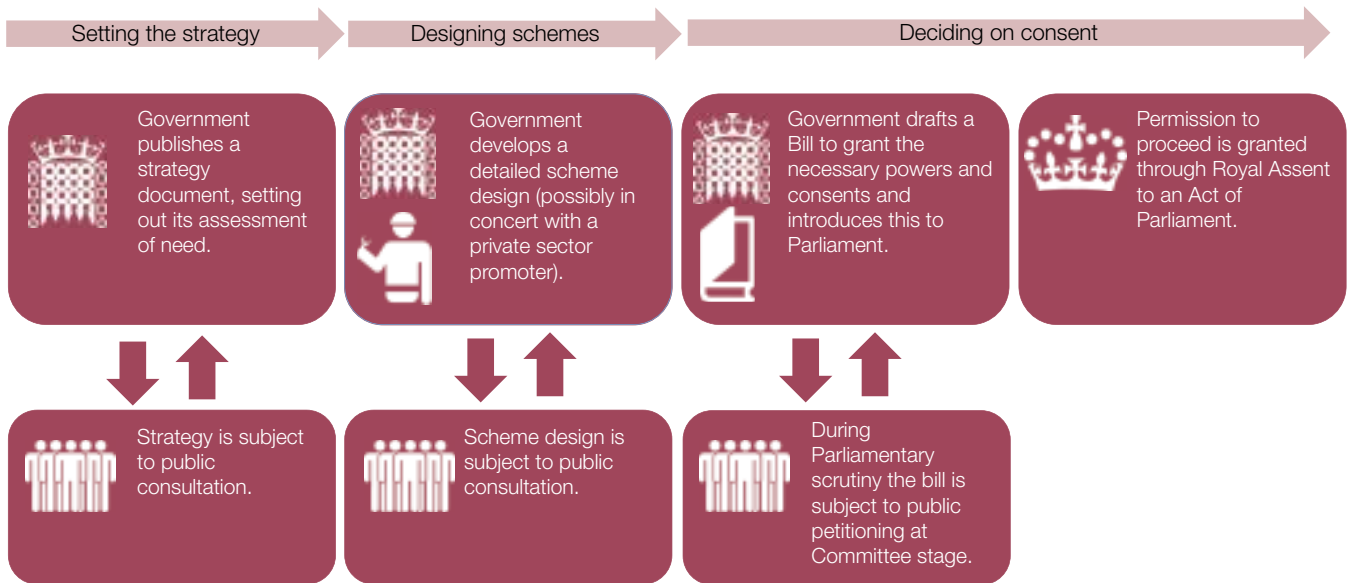 Setting the strategy
Designing schemes
Deciding on consent
Government
publishes a
strategy
document, setting
out its assessment
of need.
Government
develops a
detailed scheme
design (possibly in
concert with a
private sector
promoter).
Government drafts a
Bill to grant the
necessary powers and
consents and
introduces this to
Parliament.
Permission to
proceed is granted
through Royal Assent
to an Act of
Parliament.
Strategy is subject
to public
consultation.
Scheme design is
subject to public
consultation.
During
Parliamentary
scrutiny the bill is
subject to public
petitioning at
Committee stage.